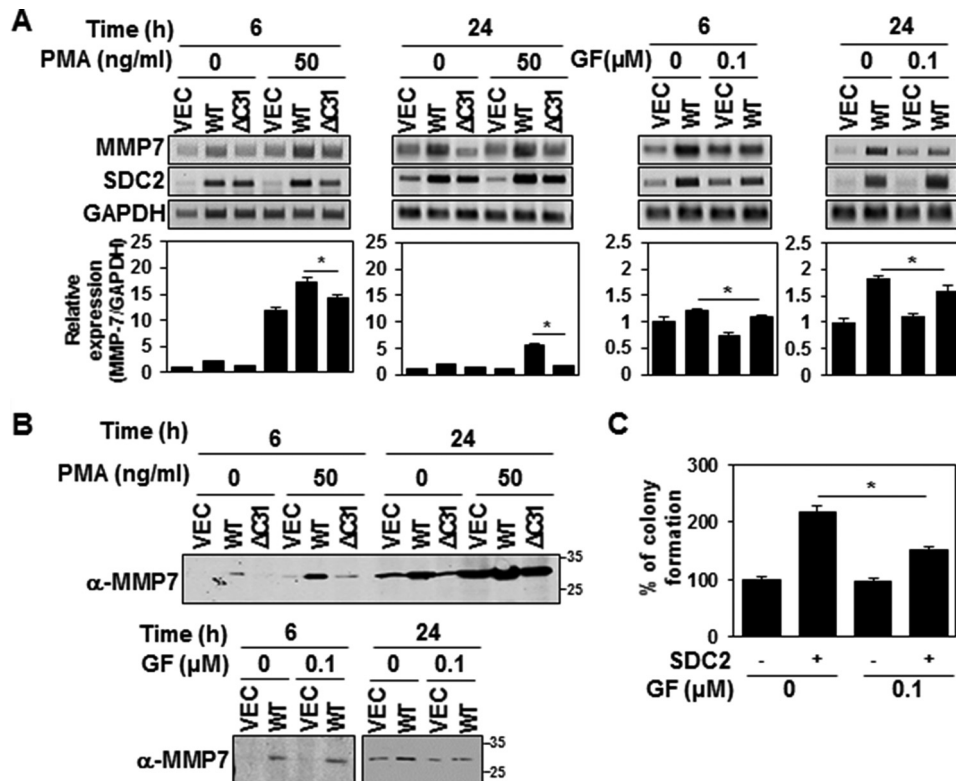 A
Time (h) 6 24 6 24
PMA (ng/ml) 0 50 0 50 GF(µM) 0 0.1 0 0.1
VEC WT ΔC31 VEC WT ΔC31 VEC WT ΔC31 VEC WT ΔC31 VEC WT VEC WT VEC WT VEC WT
MMP7
SDC2
GAPDH
Relative expression (MMP-7/GAPDH)
25 20 15 10 5 0 *
25 20 15 10 5 0 *
2 1.5 1 0.5 0 *
2 1.5 1 0.5 0 *
B
Time (h) 6 24
PMA (ng/ml) 0 50 0 50
VEC WT ΔC31 VEC WT ΔC31 VEC WT ΔC31 VEC WT ΔC31
α-MMP7 -35
-25
Time (h) 6 24
GF (µM) 0 0.1 0 0.1
VEC WT VEC WT VEC WT VEC WT
α-MMP7 -35
-25
C
% of colony formation
300 200 100 0 *
SDC2 - + - +
GF (µM) 0 0.1